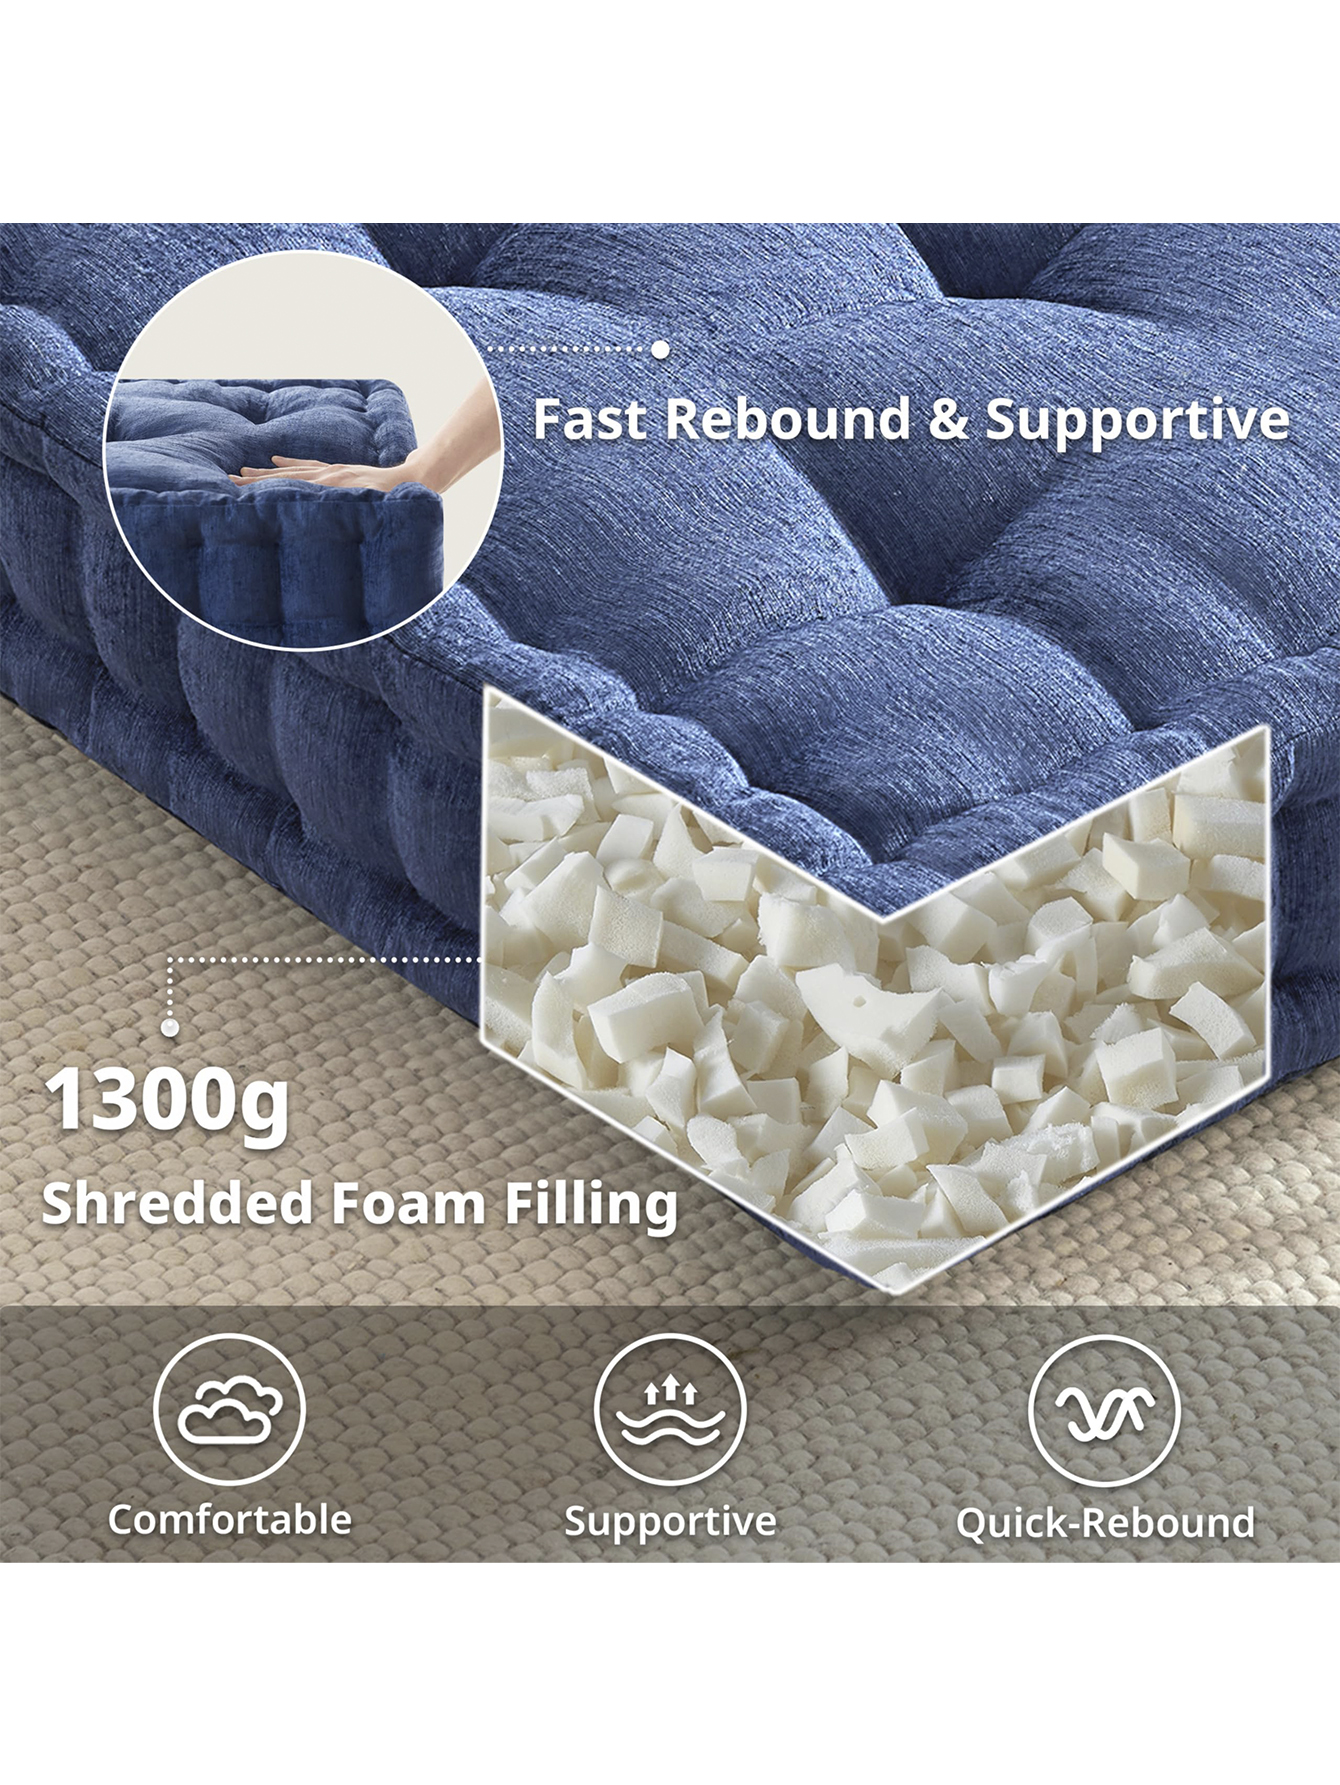 Fast Rebound & Supportive
1300g
Shredded Foam Filling
Comfortable
Supportive
Quick-Rebound